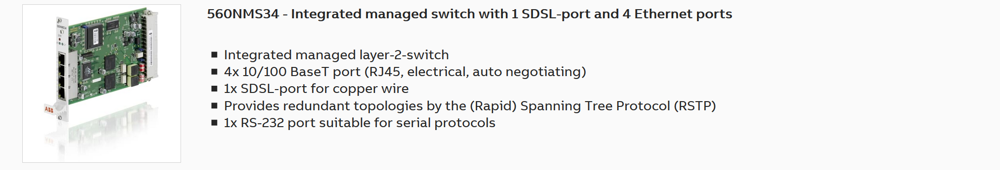 560NMS34 - Integrated managed switch with 1 SDSL-port and 4 Ethernet ports
■ Integrated managed layer-2-switch
■ 4x 10/100 BaseT port (RJ45, electrical, auto negotiating)
■ 1x SDSL-port for copper wire
■ Provides redundant topologies by the (Rapid) Spanning Tree Protocol (RSTP)
■ 1x RS-232 port suitable for serial protocols
560NMS34
ABB